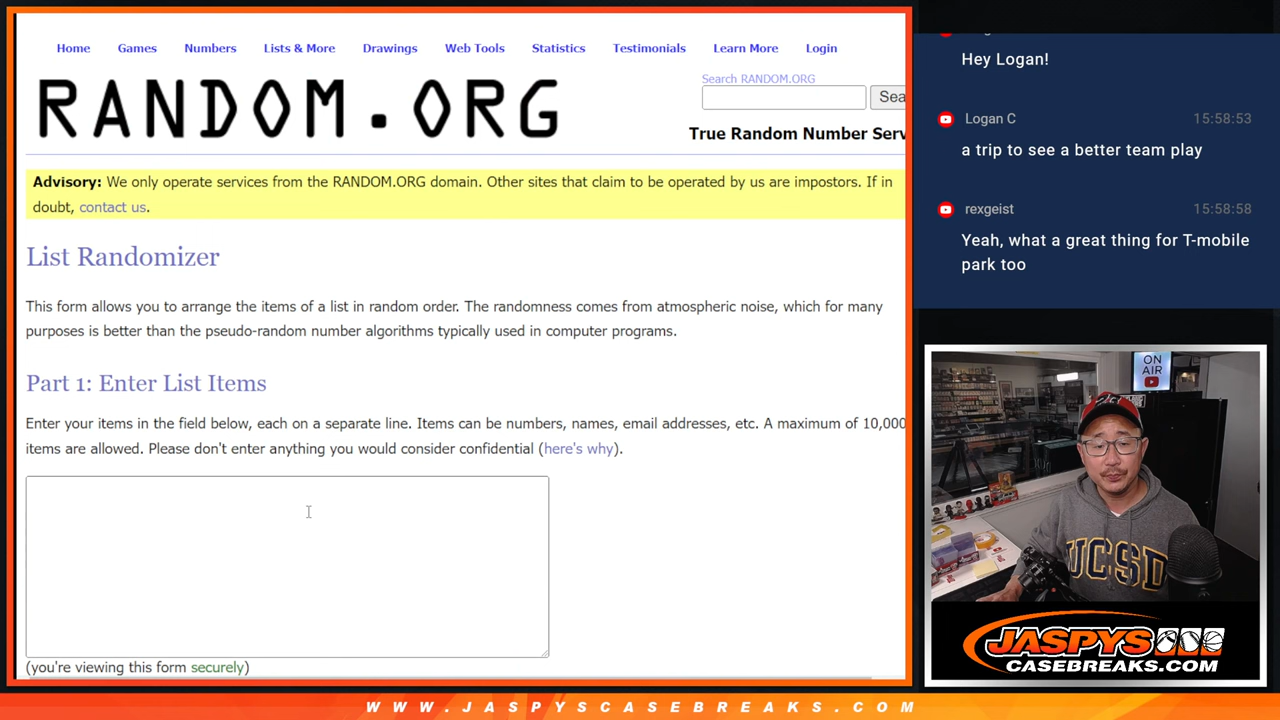 Home Games Numbers Lists & More Drawings Web Tools Statistics Testimonials Learn More Login
RANDOM.ORG
Search RANDOM.ORG
True Random Number Serv
Advisory: We only operate services from the RANDOM.ORG domain. Other sites that claim to be operated by us are impostors. If in
doubt, contact us.
List Randomizer
This form allows you to arrange the items of a list in random order. The randomness comes from atmospheric noise, which for many
purposes is better than the pseudo-random number algorithms typically used in computer programs.
Part 1: Enter List Items
Enter your items in the field below, each on a separate line. Items can be numbers, names, email addresses, etc. A maximum of 10,000
items are allowed. Please don't enter anything you would consider confidential (here's why).
(you're viewing this form securely)
Hey Logan!
Logan C 15:58:53
a trip to see a better team play
rexgeist 15:58:58
Yeah, what a great thing for T-mobile
park too
ON
AIR
UCSD
JASPYS
CASEBREAKS.COM
WWW.JASPYSCASEBREAKS.COM